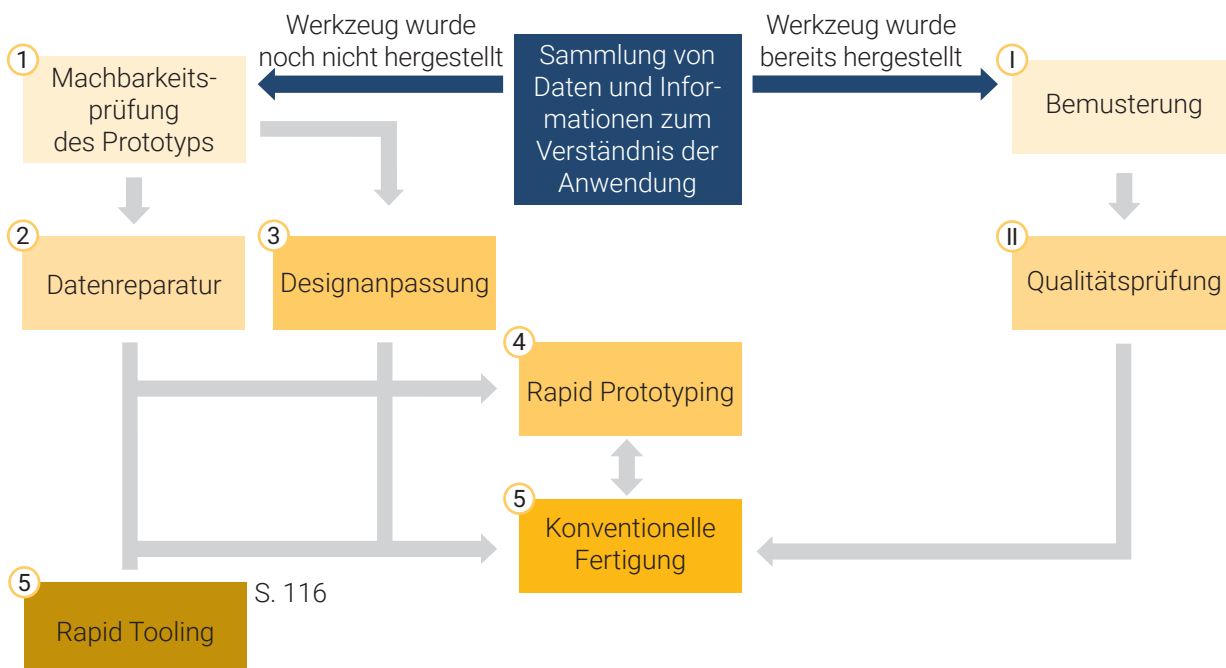 Werkzeug wurde
noch nicht hergestellt
Werkzeug wurde
bereits hergestellt
1
Machbarkeits-
prüfung
des Prototyps
Sammlung von
Daten und Infor-
mationen zum
Verständnis der
Anwendung
I
Bemusterung
2
Datenreparatur
3
Designanpassung
II
Qualitätsprüfung
4
Rapid Prototyping
5
Konventionelle
Fertigung
5
Rapid Tooling
S. 116